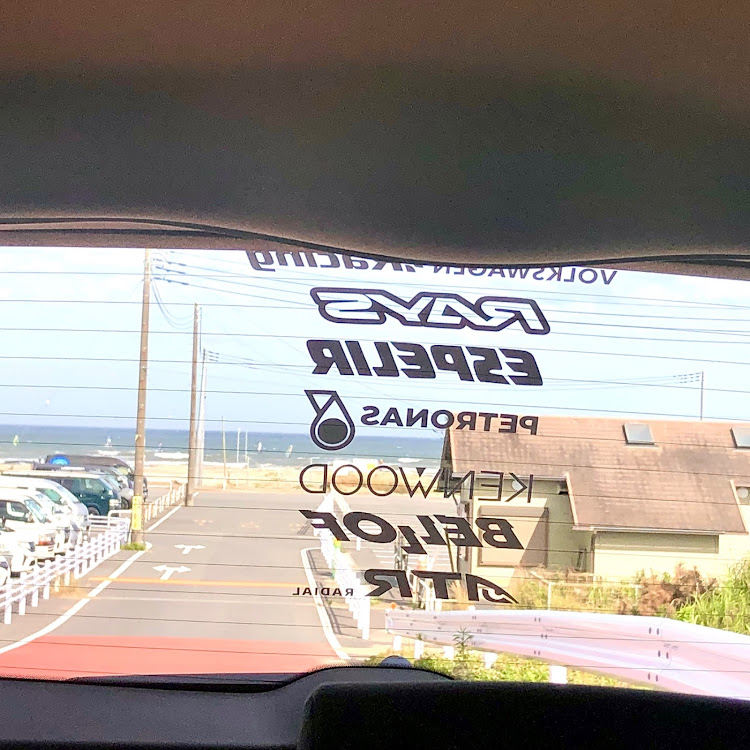 VOLKSWAGEN Racing
RAYS
ESPELIR
PETRONAS
KENWOOD
BELLOF
ATR RADIAL